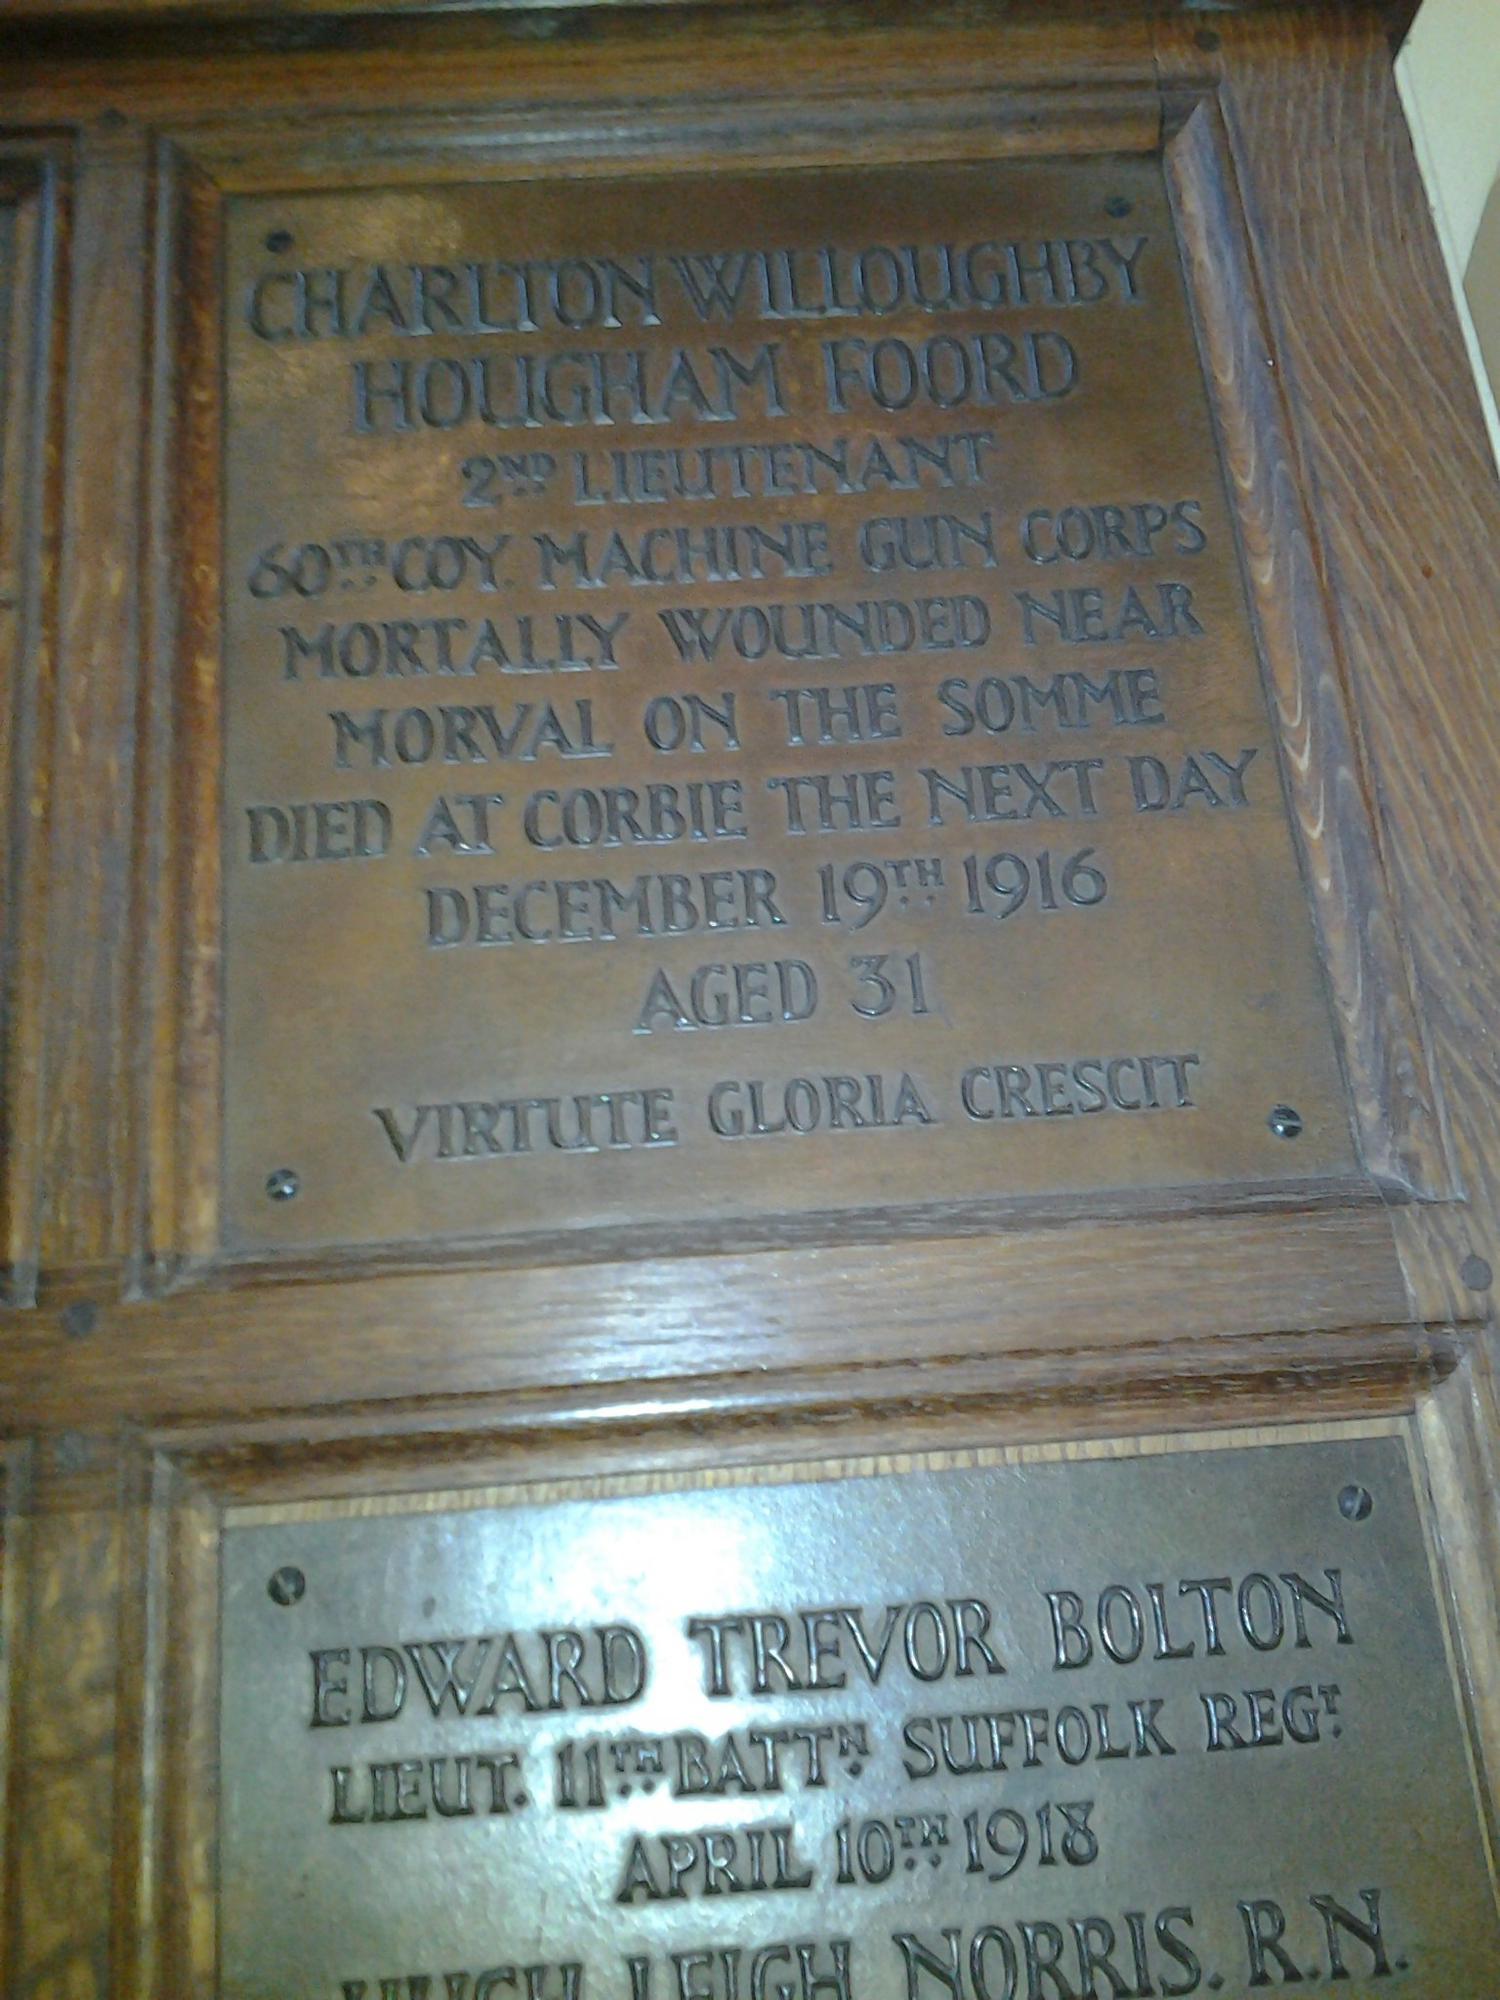 CHARLTON WILLOUGHBY
HOUGHAM FOORD
2ND LIEUTENANT
60TH COY. MACHINE GUN CORPS
MORTALLY WOUNDED NEAR
MORVAL ON THE SOMME
DIED AT CORBIE THE NEXT DAY
DECEMBER 19TH 1916
AGED 31
VIRTUTE GLORIA CRESCIT
EDWARD TREVOR BOLTON
LIEUT. 11TH BATTN SUFFOLK REGT
APRIL 10TH 1918
HUGH LEIGH NORRIS. R.N.